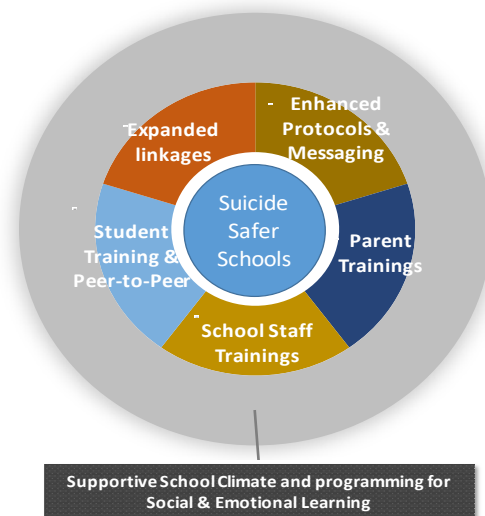 Enhanced
Protocols &
Messaging
Expanded
linkages
Suicide
Safer
Schools
Student
Training &
Peer-to-Peer
Parent
Trainings
School Staff
Trainings
Supportive School Climate and programming for
Social & Emotional Learning